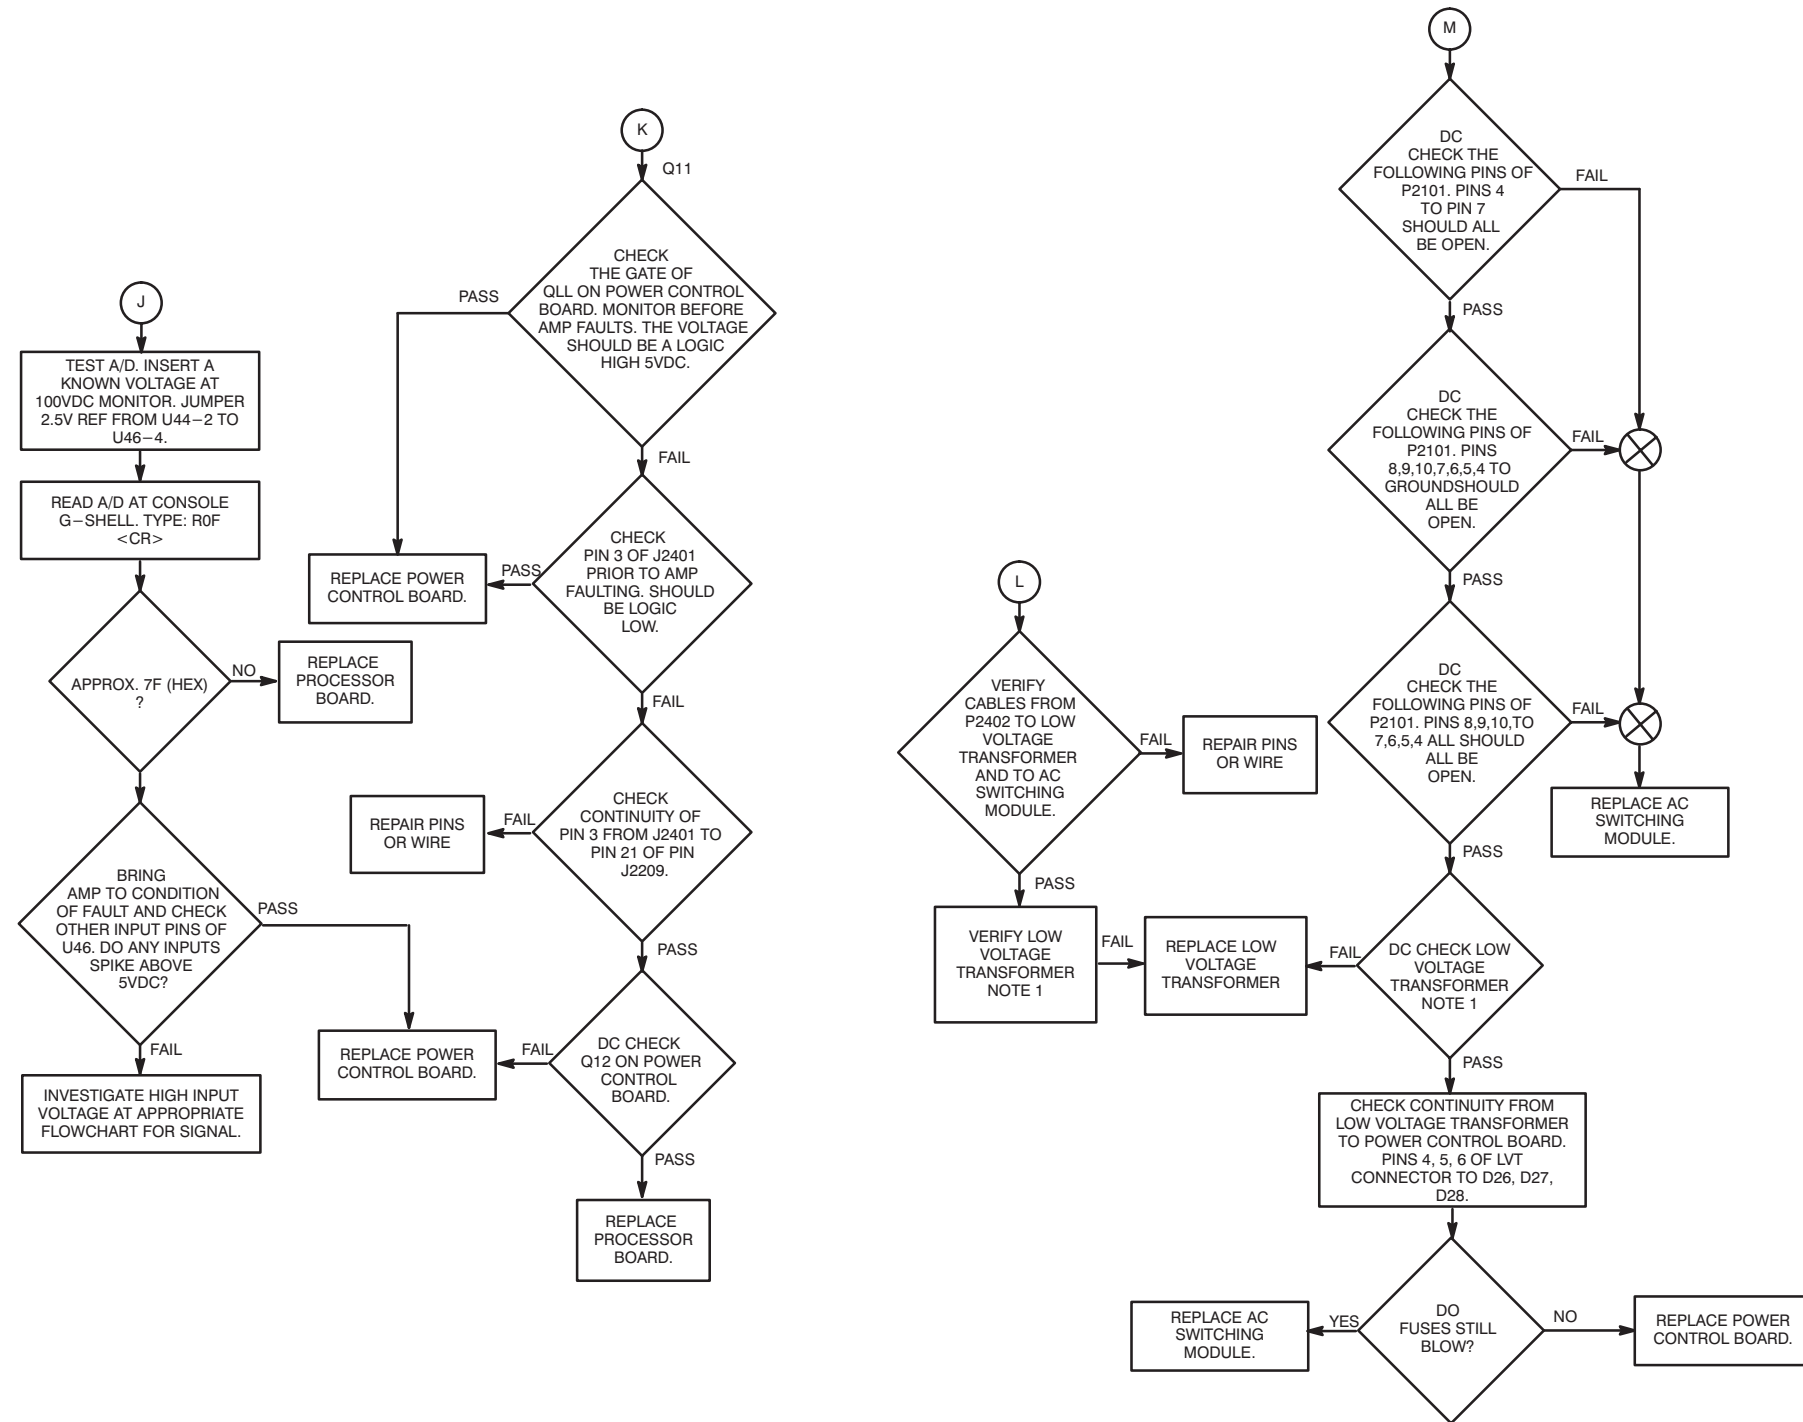 J
TEST A/D. INSERT A
KNOWN VOLTAGE AT
100VDC MONITOR. JUMPER
2.5V REF FROM U44−2 TO
U46−4.
READ A/D AT CONSOLE
G−SHELL. TYPE: R0F
<CR>
APPROX. 7F (HEX)
?
NO
REPLACE
PROCESSOR
BOARD.
BRING
AMP TO CONDITION
OF FAULT AND CHECK
OTHER INPUT PINS OF
U46. DO ANY INPUTS
SPIKE ABOVE
5VDC?
PASS
FAIL
INVESTIGATE HIGH INPUT
VOLTAGE AT APPROPRIATE
FLOWCHART FOR SIGNAL.
K
Q11
CHECK
THE GATE OF
QLL ON POWER CONTROL
BOARD. MONITOR BEFORE
AMP FAULTS. THE VOLTAGE
SHOULD BE A LOGIC
HIGH 5VDC.
PASS
FAIL
CHECK
PIN 3 OF J2401
PRIOR TO AMP
FAULTING. SHOULD
BE LOGIC
LOW.
PASS
REPLACE POWER
CONTROL BOARD.
FAIL
CHECK
CONTINUITY OF
PIN 3 FROM J2401 TO
PIN 21 OF PIN
J2209.
FAIL
REPAIR PINS
OR WIRE
PASS
DC CHECK
Q12 ON POWER
CONTROL
BOARD.
FAIL
REPLACE POWER
CONTROL BOARD.
PASS
REPLACE
PROCESSOR
BOARD.
L
VERIFY
CABLES FROM
P2402 TO LOW
VOLTAGE
TRANSFORMER
AND TO AC
SWITCHING
MODULE.
FAIL
REPAIR PINS
OR WIRE
PASS
VERIFY LOW
VOLTAGE
TRANSFORMER
NOTE 1
FAIL
REPLACE LOW
VOLTAGE
TRANSFORMER
M
DC
CHECK THE
FOLLOWING PINS OF
P2101. PINS 4
TO PIN 7
SHOULD ALL
BE OPEN.
FAIL
PASS
DC
CHECK THE
FOLLOWING PINS OF
P2101. PINS
8,9,10,7,6,5,4 TO
GROUNDSHOULD
ALL BE
OPEN.
FAIL
PASS
DC
CHECK THE
FOLLOWING PINS OF
P2101. PINS 8,9,10,TO
7,6,5,4 ALL SHOULD
ALL BE
OPEN.
FAIL
REPLACE AC
SWITCHING
MODULE.
PASS
DC CHECK LOW
VOLTAGE
TRANSFORMER
NOTE 1
FAIL
PASS
CHECK CONTINUITY FROM
LOW VOLTAGE TRANSFORMER
TO POWER CONTROL BOARD.
PINS 4, 5, 6 OF LVT
CONNECTOR TO D26, D27,
D28.
DO
FUSES STILL
BLOW?
YES
REPLACE AC
SWITCHING
MODULE.
NO
REPLACE POWER
CONTROL BOARD.